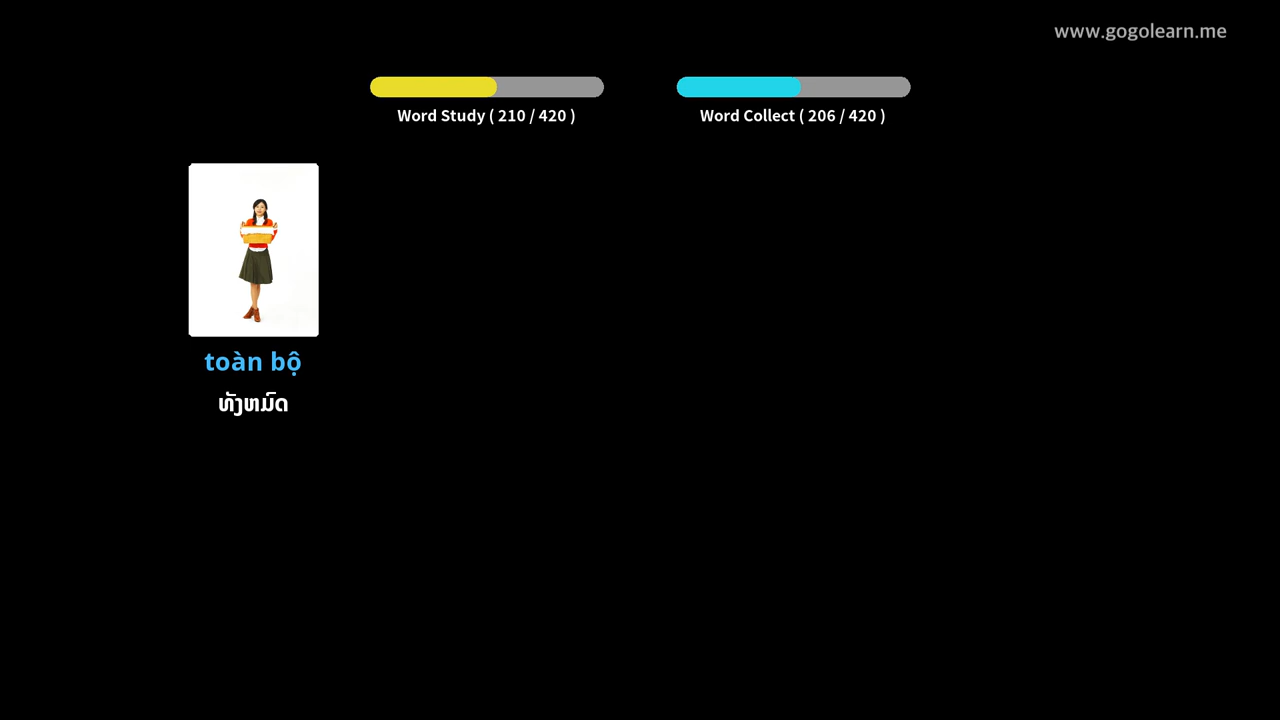 www.gogolearn.me
Word Study ( 210 / 420 )
Word Collect ( 206 / 420 )
toàn bộ
ທັງຫມົດ